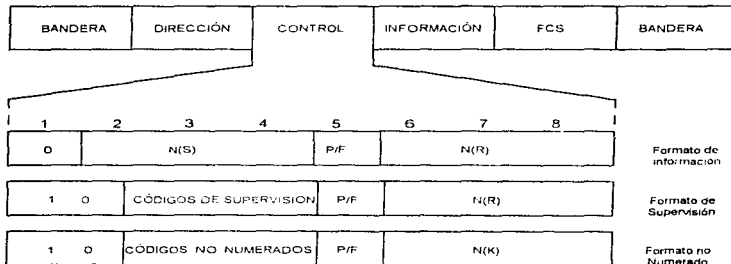 BANDERA DIRECCIÓN CONTROL INFORMACIÓN FCS BANDERA
1 2 3 4 5 6 7 8
0 N(S) P/F N(R) Formato de
información
1 0 CÓDIGOS DE SUPERVISION P/F N(R) Formato de
Supervisión
1 0 CÓDIGOS NO NUMERADOS P/F N(K) Formato no
Numerado